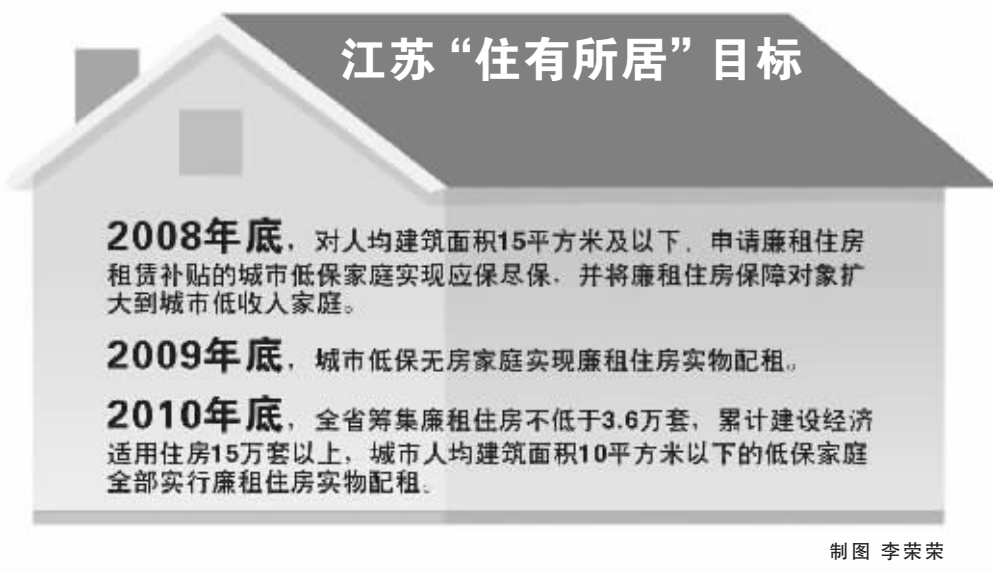 江苏“住有所居”目标
2008年底，对人均建筑面积15平方米及以下、申请廉租住房
租赁补贴的城市低保家庭实现应保尽保，并将廉租住房保障对象扩
大到城市低收入家庭。
2009年底，城市低保无房家庭实现廉租住房实物配租。
2010年底，全省筹集廉租住房不低于3.6万套，累计建设经济
适用住房15万套以上，城市人均建筑面积10平方米以下的低保家庭
全部实行廉租住房实物配租。
制图 李荣荣